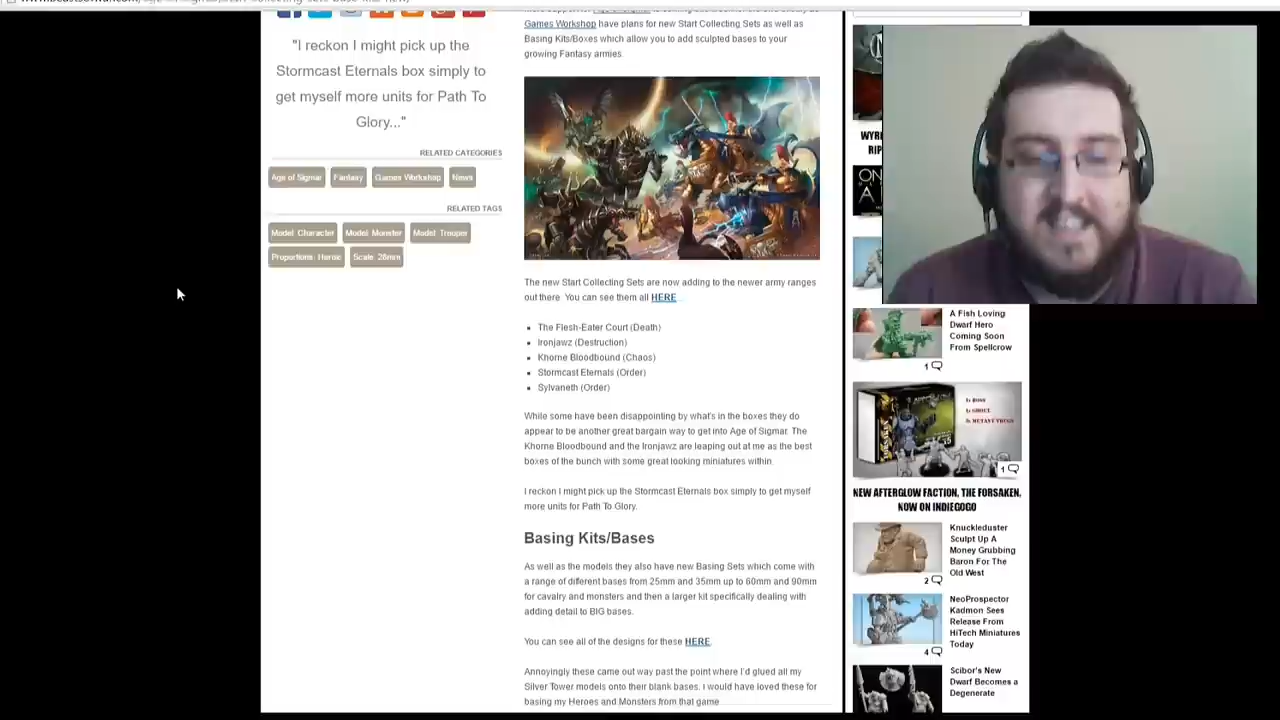 "I reckon I might pick up the
Stormcast Eternals box simply to
get myself more units for Path To
Glory..."
RELATED CATEGORIES
Age of Sigmar
Fantasy
Games Workshop
News
RELATED TAGS
Model: Character
Model: Monster
Model: Trooper
Proportions: Heroic
Scale: 28mm
Games Workshop have plans for new Start Collecting Sets as well as
Basing Kits/Boxes which allow you to add sculpted bases to your
growing Fantasy armies.
The new Start Collecting Sets are now adding to the newer army ranges
out there. You can see them all HERE
The Flesh-Eater Court (Death)
Ironjawz (Destruction)
Khorne Bloodbound (Chaos)
Stormcast Eternals (Order)
Sylvaneth (Order)
While some have been disappointing by what's in the boxes they do
appear to be another great bargain way to get into Age of Sigmar. The
Khorne Bloodbound and the Ironjawz are leaping out at me as the best
boxes of the bunch with some great looking miniatures within.
I reckon I might pick up the Stormcast Eternals box simply to get myself
more units for Path To Glory.
Basing Kits/Bases
As well as the models they also have new Basing Sets which come with
a range of different bases from 25mm and 35mm up to 60mm and 90mm
for cavalry and monsters and then a larger kit specifically dealing with
adding detail to BIG bases.
You can see all of the designs for these HERE.
Annoyingly these came out way past the point where I'd glued all my
Silver Tower models onto their blank bases. I would have loved these for
basing my Heroes and Monsters from that game
WYR
RIP
ON
A
A Fish Loving
Dwarf Hero
Coming Soon
From Spellcrow
1
1
NEW AFTERGLOW FACTION, THE FORSAKEN,
NOW ON INDIEGOGO
Knuckleduster
Sculpt Up A
Money Grubbing
Baron For The
Old West
2
NeoProspector
Kadmon Sees
Release From
HiTech Miniatures
Today
4
Scibor's New
Dwarf Becomes a
Degenerate